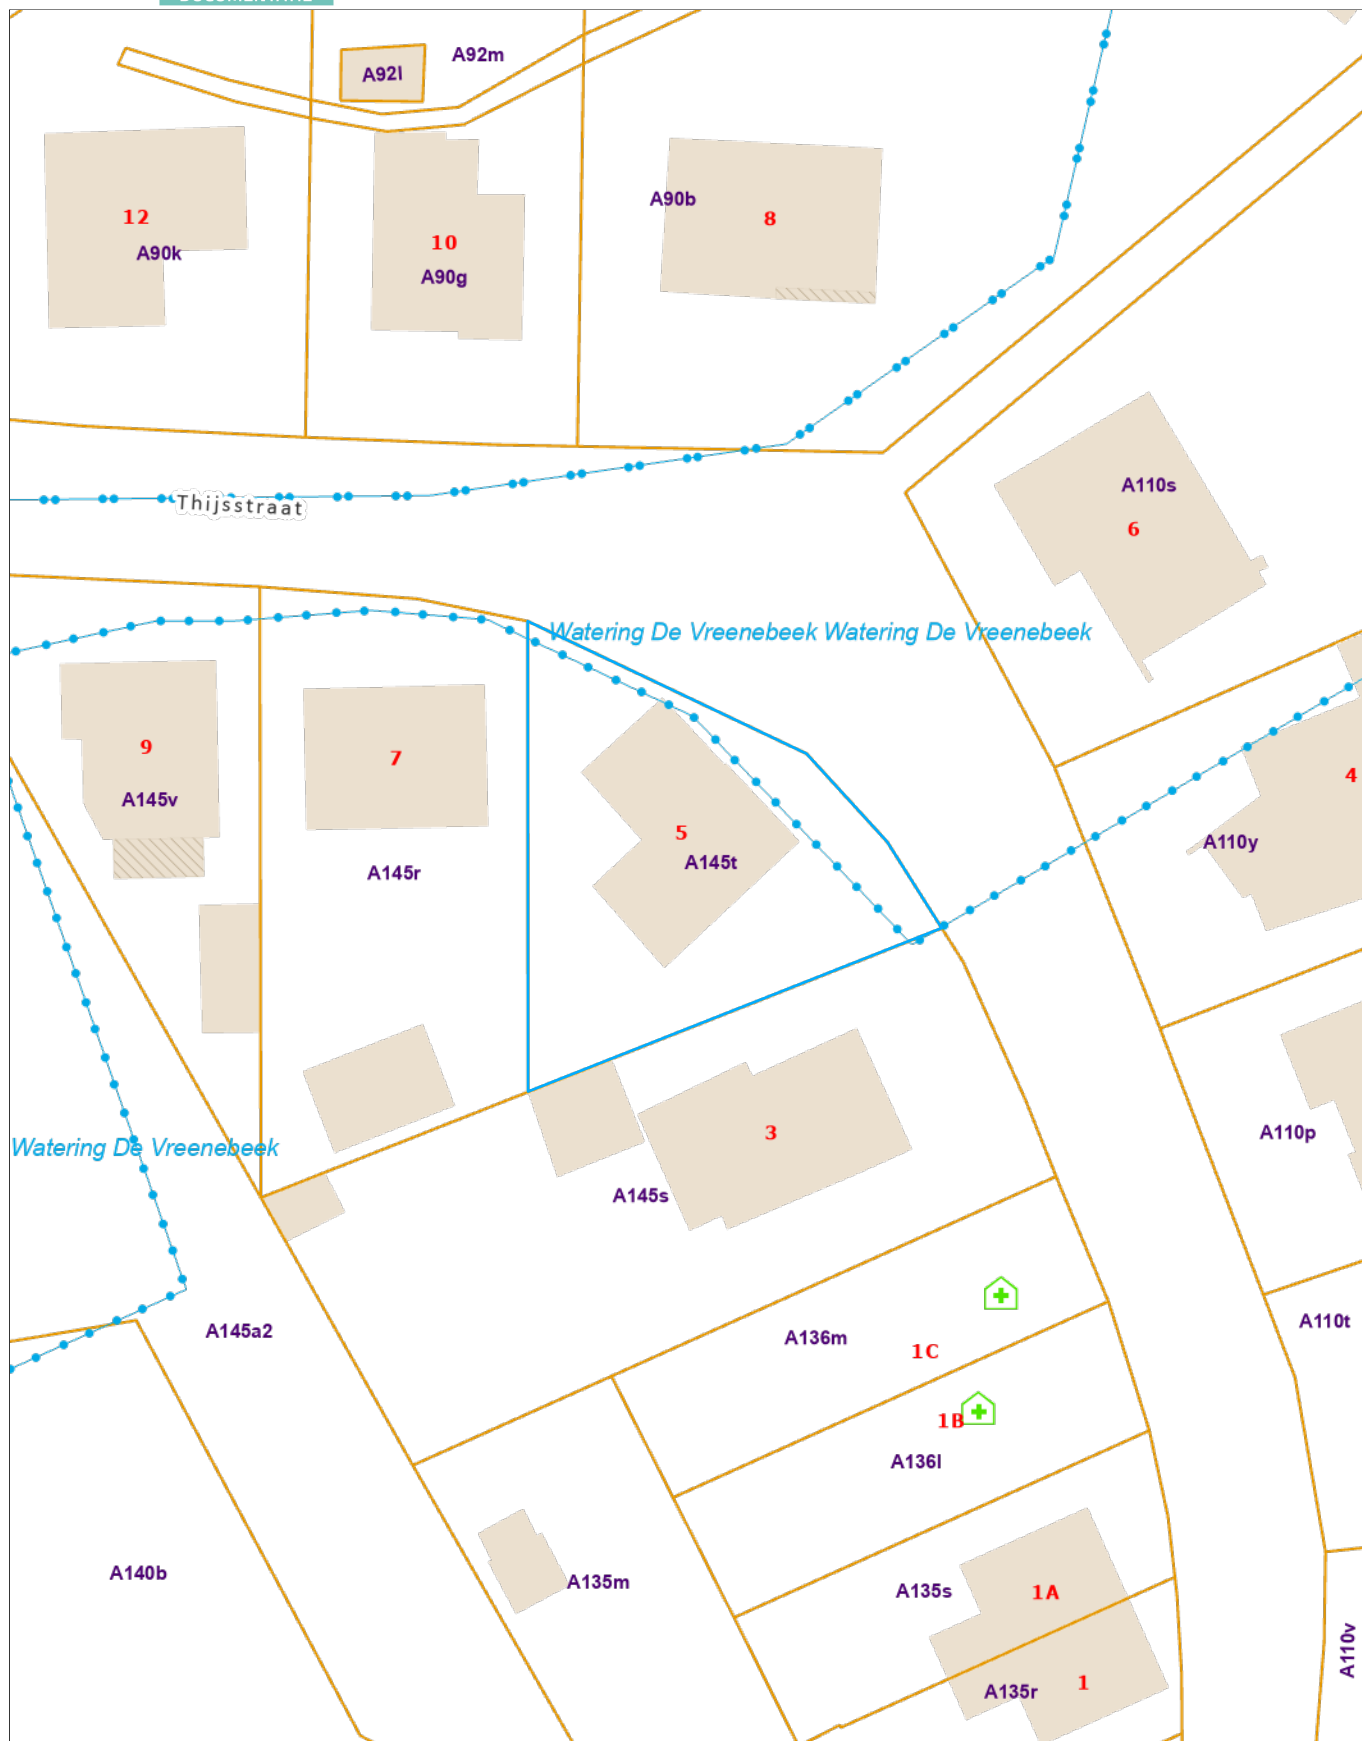 A92m
A92l
A90b
12
8
10
A90k
A90g
A110s
Thijsstraat
6
Watering De Vreenebeek Watering De Vreenebeek
9
7
4
A145v
5
A110y
A145t
A145r
3
A110p
Watering De Vreenebeek
A145s
A145a2
A110t
A136m
1C
1B
A136l
A140b
A135m
A135s
1A
A110v
A135r
1